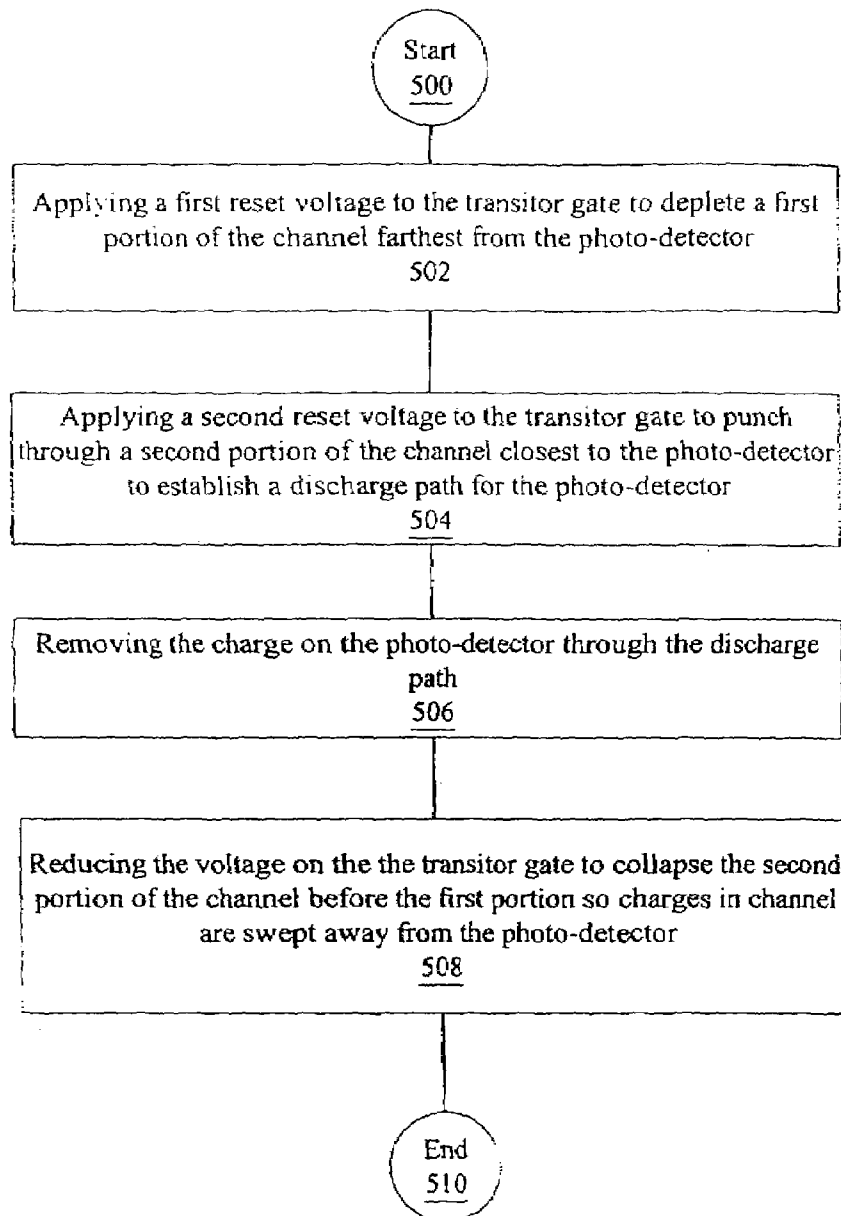 Start
500
Applying a first reset voltage to the transitor gate to deplete a first
portion of the channel farthest from the photo-detector
502
Applying a second reset voltage to the transitor gate to punch
through a second portion of the channel closest to the photo-detector
to establish a discharge path for the photo-detector
504
Removing the charge on the photo-detector through the discharge
path
506
Reducing the voltage on the the transitor gate to collapse the second
portion of the channel before the first portion so charges in channel
are swept away from the photo-detector
508
End
510